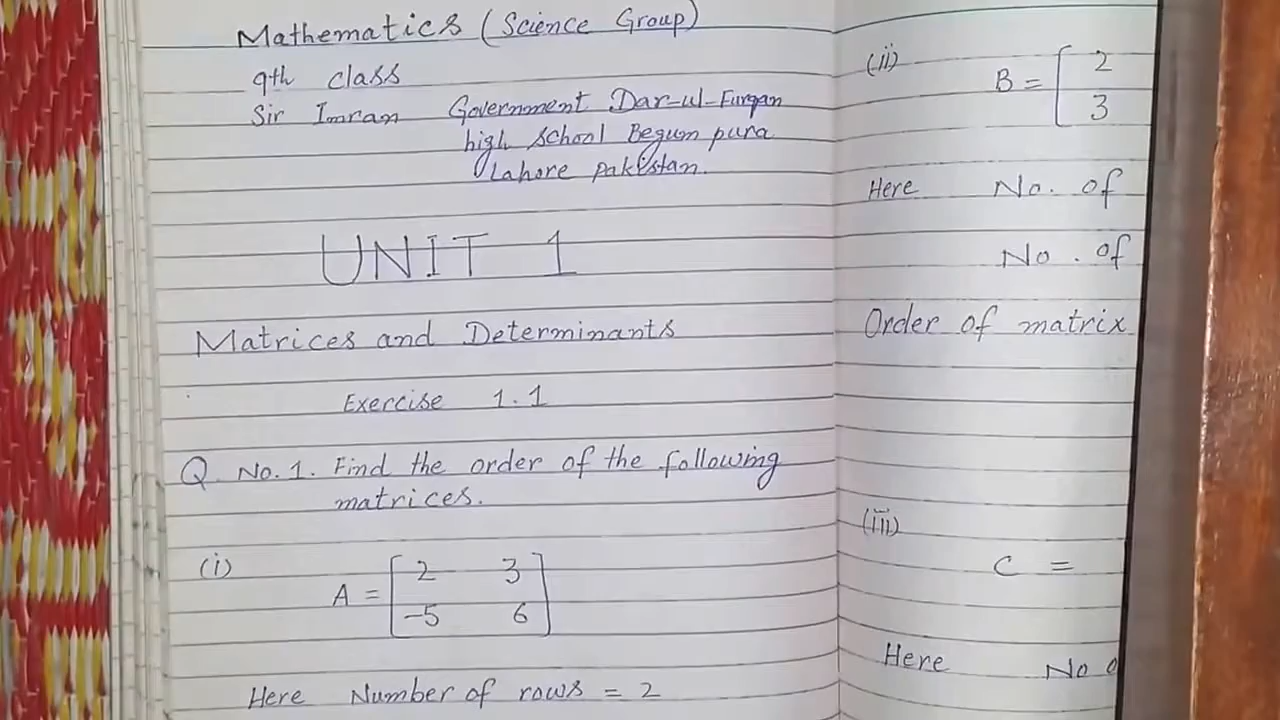 Mathematics (Science Group)
9th class
Sir Imran Government Dar-ul-Furqan
high school Begum pura
Lahore pakistan.
UNIT 1
Matrices and Determinants
Exercise 1.1
Q No.1. Find the order of the following
matrices.
(i)
A = [ 2 3
-5 6 ]
Here Number of rows = 2
(ii)
B = [ 2
3
Here No. of
No. of
Order of matrix
(iii)
C =
Here No o